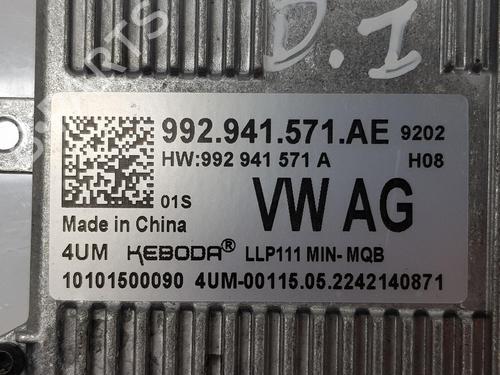 D.I
992.941.571.AE 9202
HW:992 941 571 A H08
01S
VW AG
Made in China
4UM KEBODA® LLP111 MIN- MQB
10101500090 4UM-00115.05.2242140871